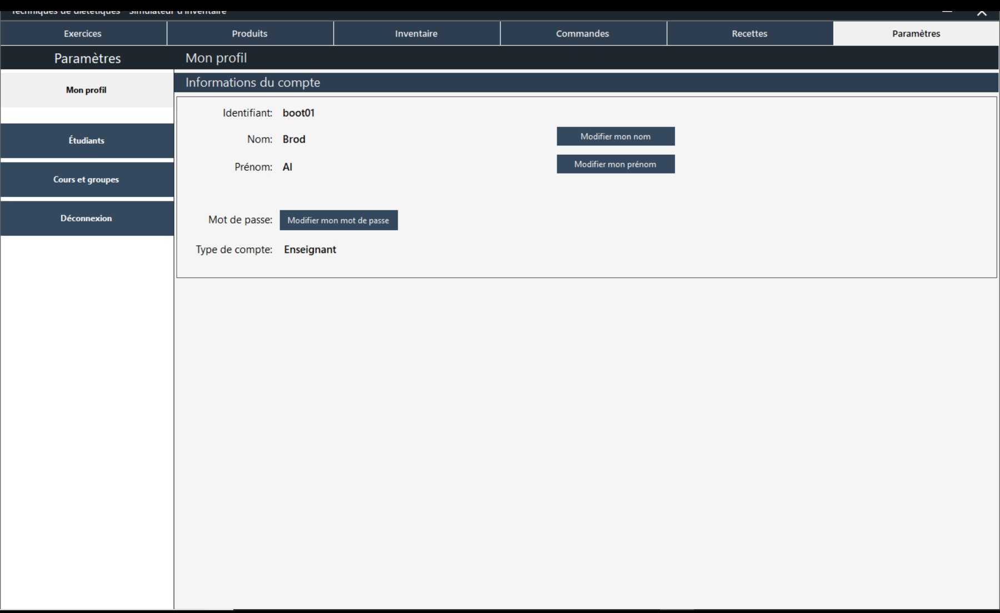 Techniques de diététiques - Simulateur d'inventaire
Exercices
Produits
Inventaire
Commandes
Recettes
Paramètres
Paramètres
Mon profil
Mon profil
Étudiants
Cours et groupes
Déconnexion
Informations du compte
Identifiant: boot01
Nom: Brod
Modifier mon nom
Prénom: Al
Modifier mon prénom
Mot de passe: Modifier mon mot de passe
Type de compte: Enseignant